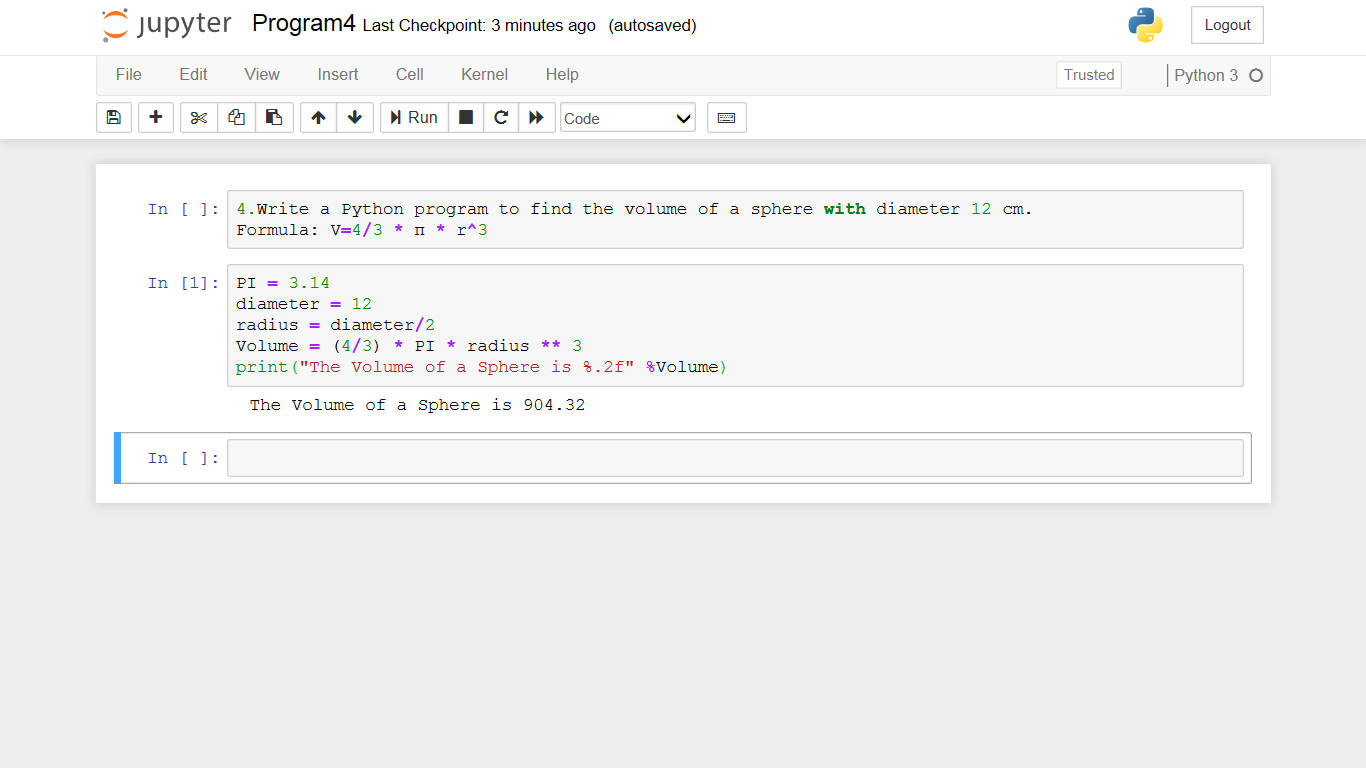 jupyter Program4 Last Checkpoint: 3 minutes ago (autosaved) Logout
File Edit View Insert Cell Kernel Help Trusted Python 3
Run Code
In [ ]: 4.Write a Python program to find the volume of a sphere with diameter 12 cm.
Formula: V=4/3 * π * r^3
In [1]: PI = 3.14
diameter = 12
radius = diameter/2
Volume = (4/3) * PI * radius ** 3
print("The Volume of a Sphere is %.2f" %Volume)
The Volume of a Sphere is 904.32
In [ ]: